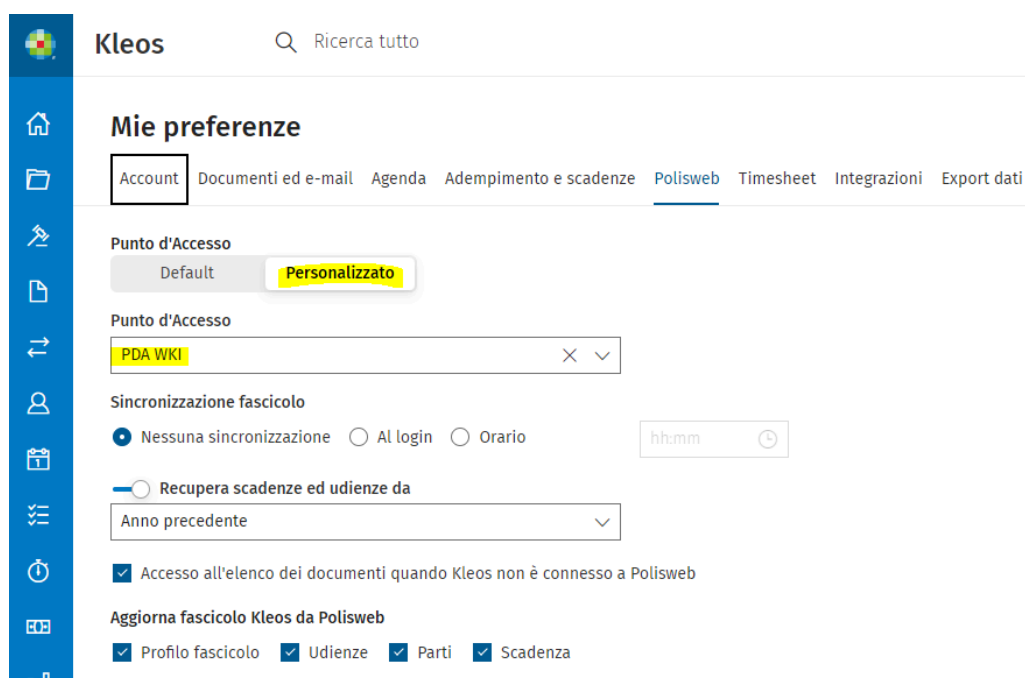 Kleos Ricerca tutto
Mie preferenze
Account Documenti ed e-mail Agenda Adempimento e scadenze Polisweb Timesheet Integrazioni Export dati
Punto d'Accesso
Default Personalizzato
Punto d'Accesso
PDA WKI
Sincronizzazione fascicolo
Nessuna sincronizzazione Al login Orario hh:mm
Recupera scadenze ed udienze da
Anno precedente
Accesso all'elenco dei documenti quando Kleos non è connesso a Polisweb
Aggiorna fascicolo Kleos da Polisweb
Profilo fascicolo Udienze Parti Scadenza